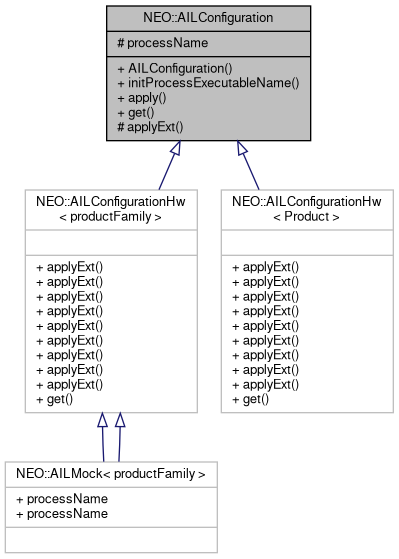 NEO::AILConfiguration
# processName
+ AILConfiguration()
+ initProcessExecutableName()
+ apply()
+ get()
# applyExt()
NEO::AILConfigurationHw
< productFamily >
+ applyExt()
+ applyExt()
+ applyExt()
+ applyExt()
+ applyExt()
+ applyExt()
+ applyExt()
+ applyExt()
+ applyExt()
+ get()
NEO::AILConfigurationHw
< Product >
+ applyExt()
+ applyExt()
+ applyExt()
+ applyExt()
+ applyExt()
+ applyExt()
+ applyExt()
+ applyExt()
+ applyExt()
+ get()
NEO::AILMock< productFamily >
+ processName
+ processName